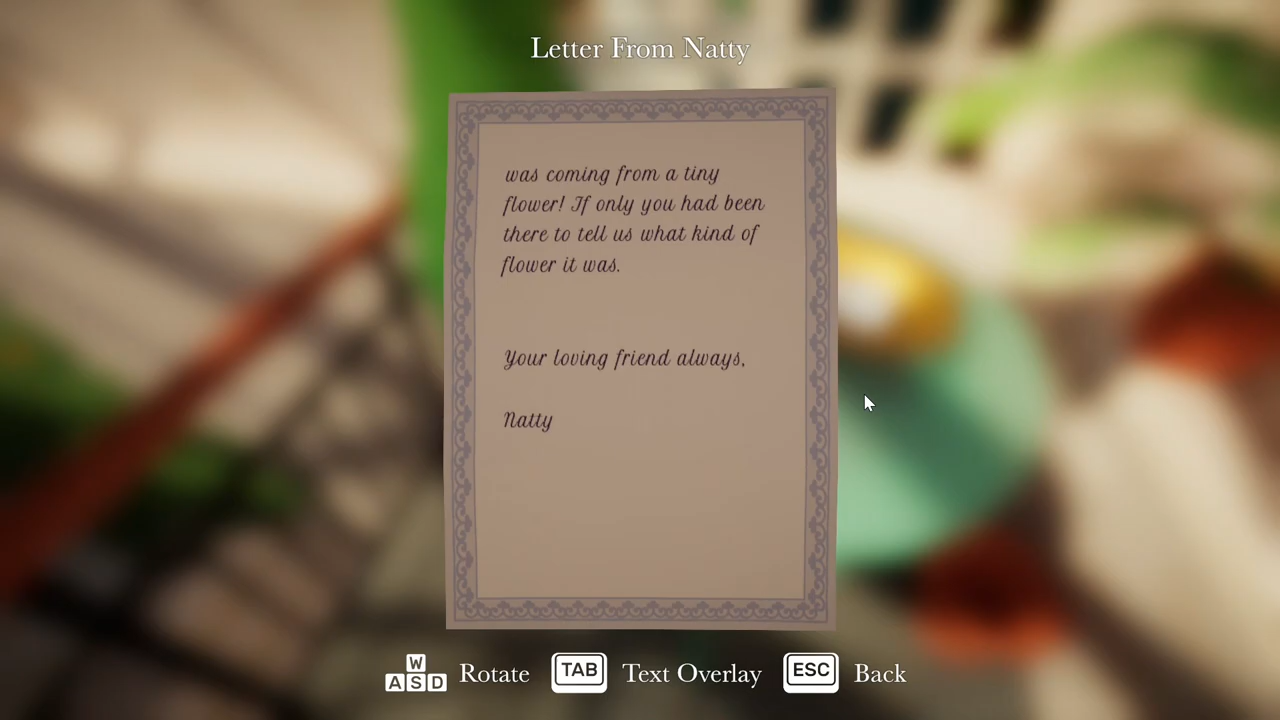 Letter From Natty
was coming from a tiny
flower! If only you had been
there to tell us what kind of
flower it was.
Your loving friend always,
Natty
W
A S D Rotate TAB Text Overlay ESC Back